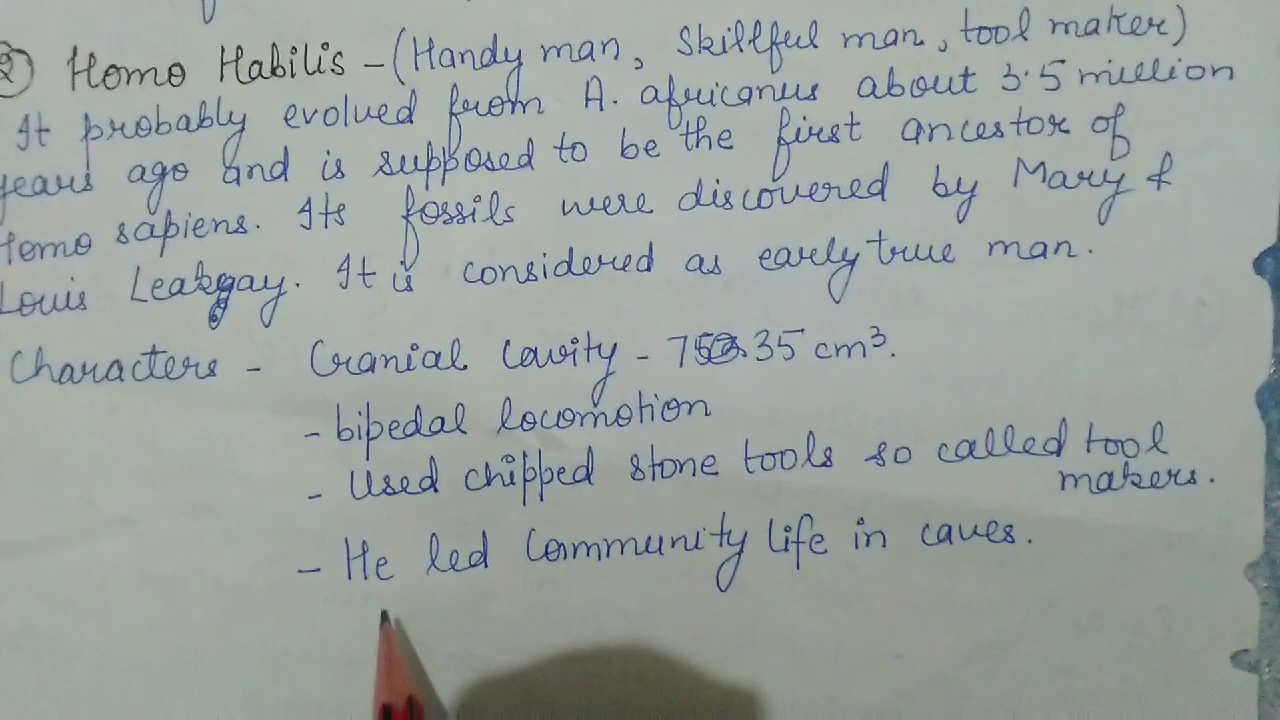 2) Homo Habilis - (Handy man, Skillful man, tool maker)
It probably evolved from A. africanus about 3.5 million
years ago and is supposed to be the first ancestor of
Homo sapiens. Its fossils were discovered by Mary &
Louis Leakgay. It is considered as early true man.
Characters - Cranial Cavity - 735 cm³.
- bipedal locomotion
- Used chipped stone tools so called tool
makers.
- He led Community life in caves.